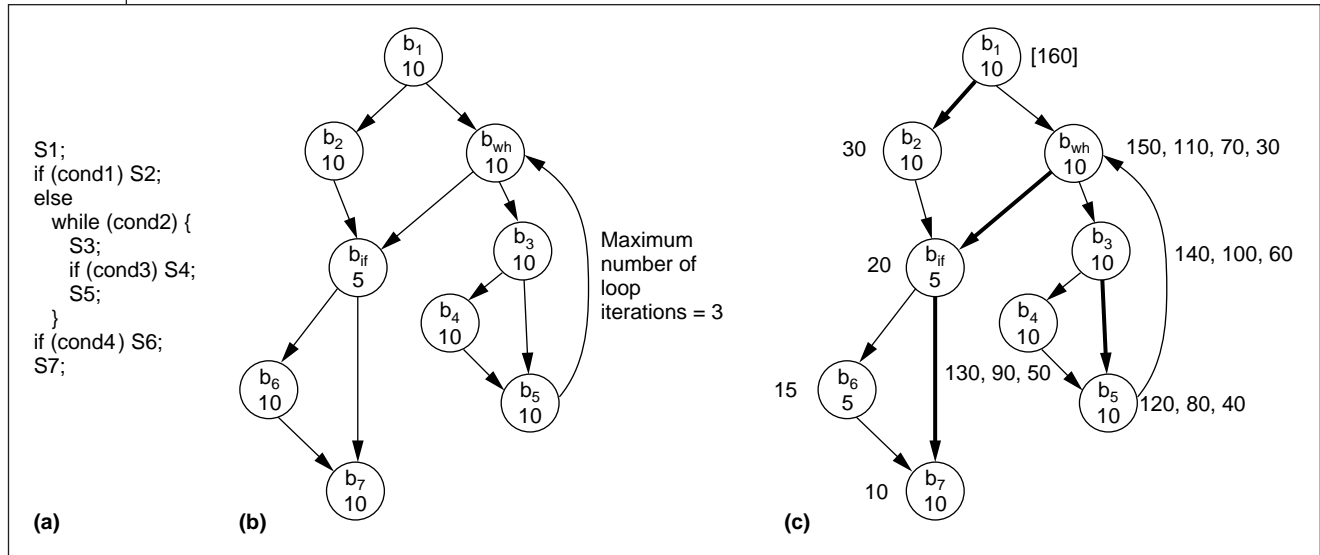 S1;
if (cond1) S2;
else
while (cond2) {
S3;
if (cond3) S4;
S5;
}
if (cond4) S6;
S7;
(a)
b1
10
b2
10
bwh
10
bif
5
b3
10
b4
10
b5
10
b6
10
b7
10
Maximum
number of
loop
iterations = 3
(b)
b1
10
[160]
30
b2
10
bwh
10
150, 110, 70, 30
20
bif
5
b3
10
140, 100, 60
b4
10
130, 90, 50
15
b6
5
b5
10
120, 80, 40
10
b7
10
(c)